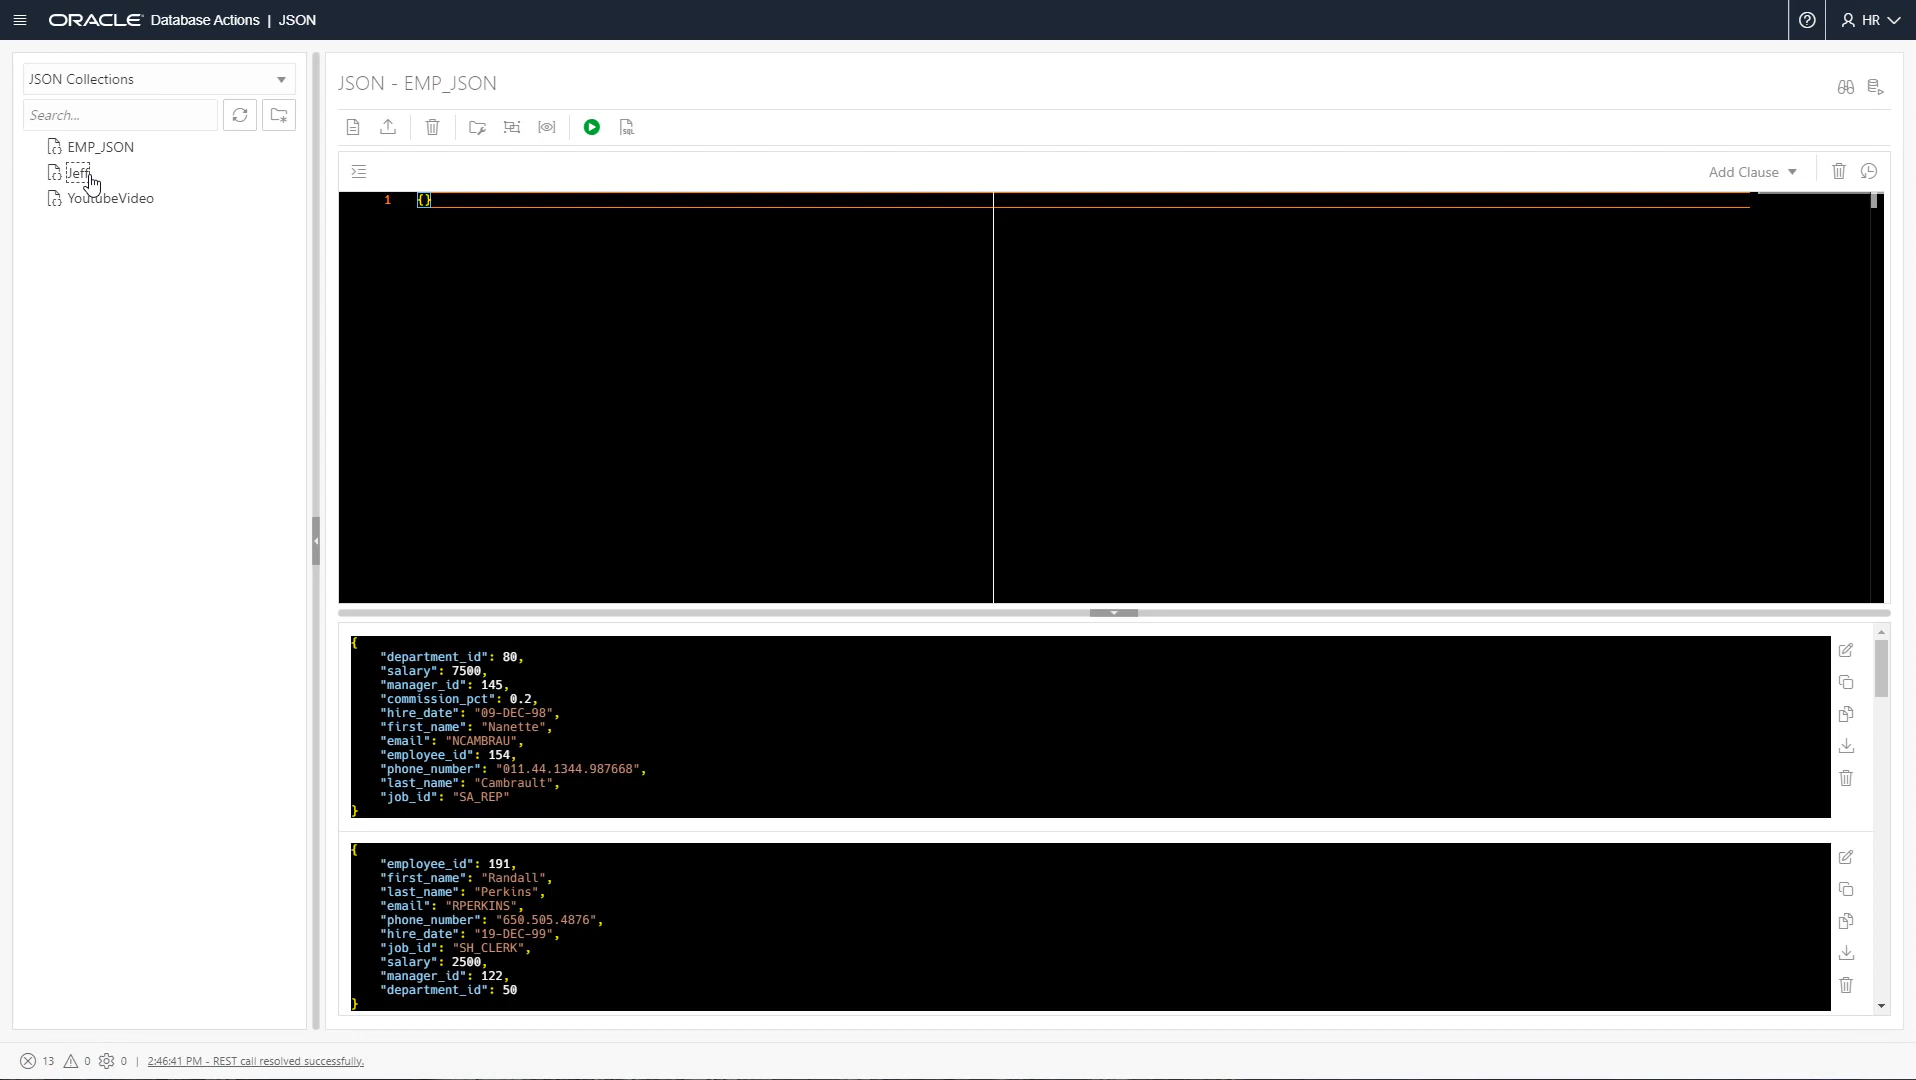 ORACLE Database Actions | JSON
HR
JSON Collections
Search...
EMP_JSON
Jeff
YoutubeVideo
JSON - EMP_JSON
SQL
Add Clause
1 {}
{
"department_id": 80,
"salary": 7500,
"manager_id": 145,
"commission_pct": 0.2,
"hire_date": "09-DEC-98",
"first_name": "Nanette",
"email": "NCAMBRAU",
"employee_id": 154,
"phone_number": "011.44.1344.987668",
"last_name": "Cambrault",
"job_id": "SA_REP"
}
{
"employee_id": 191,
"first_name": "Randall",
"last_name": "Perkins",
"email": "RPERKINS",
"phone_number": "650.505.4876",
"hire_date": "19-DEC-99",
"job_id": "SH_CLERK",
"salary": 2500,
"manager_id": 122,
"department_id": 50
}
13 0 0 | 2:46:41 PM - REST call resolved successfully.